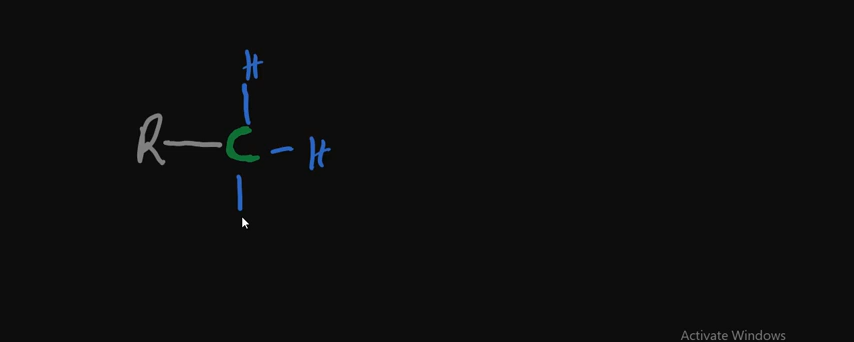 H
R — C — H
Activate Windows